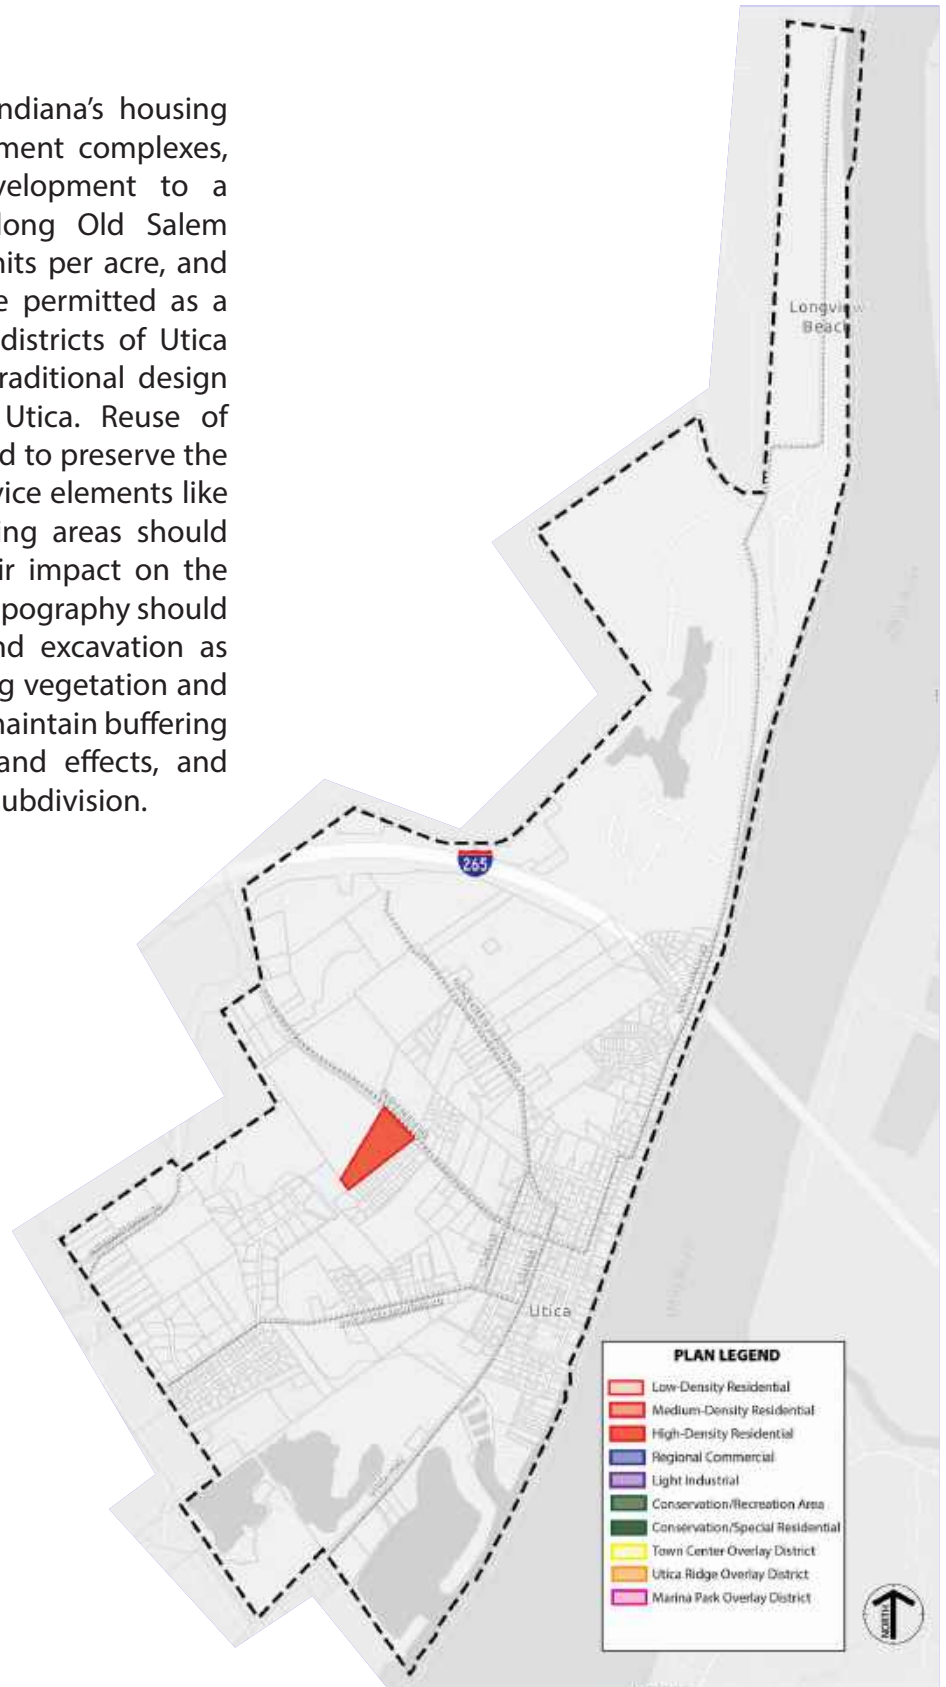 ndiana’s housing
ment complexes,
velopment to a
long Old Salem
nits per acre, and
e permitted as a
districts of Utica
raditional design
Utica. Reuse of
d to preserve the
vice elements like
ing areas should
ir impact on the
pography should
nd excavation as
g vegetation and
naintain buffering
and effects, and
ubdivision.
Longview
Beach
265
Utica
PLAN LEGEND
Low-Density Residential
Medium-Density Residential
High-Density Residential
Regional Commercial
Light Industrial
Conservation/Recreation Area
Conservation/Special Residential
Town Center Overlay District
Utica Ridge Overlay District
Marina Park Overlay District
NORTH